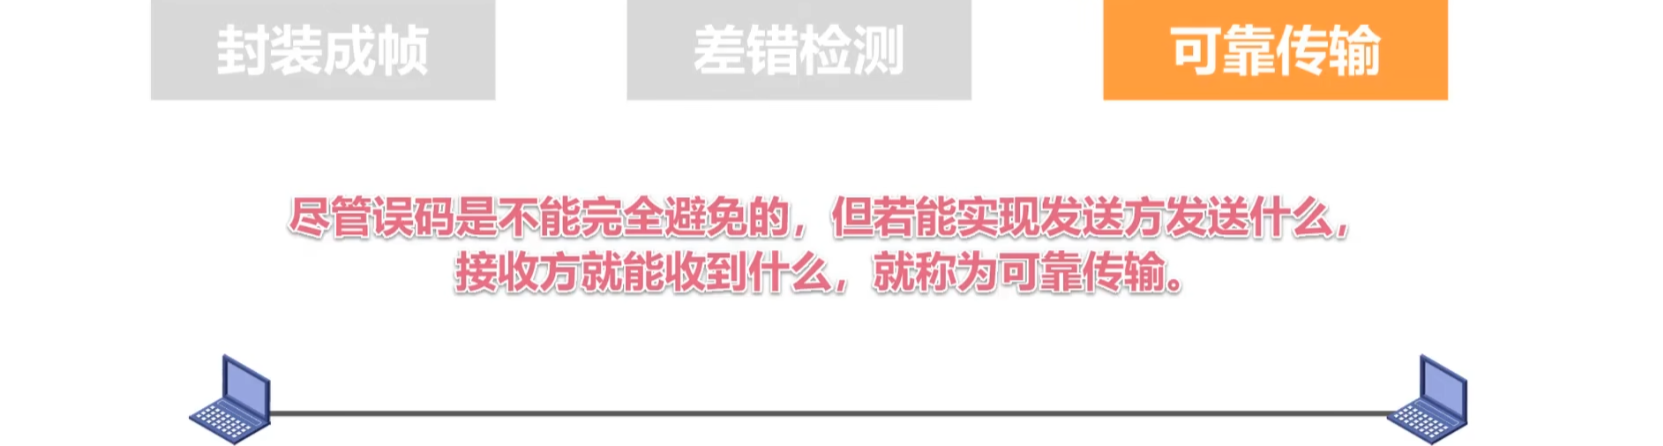 封装成帧
差错检测
可靠传输
尽管误码是不能完全避免的，但若能实现发送方发送什么，
接收方就能收到什么，就称为可靠传输。